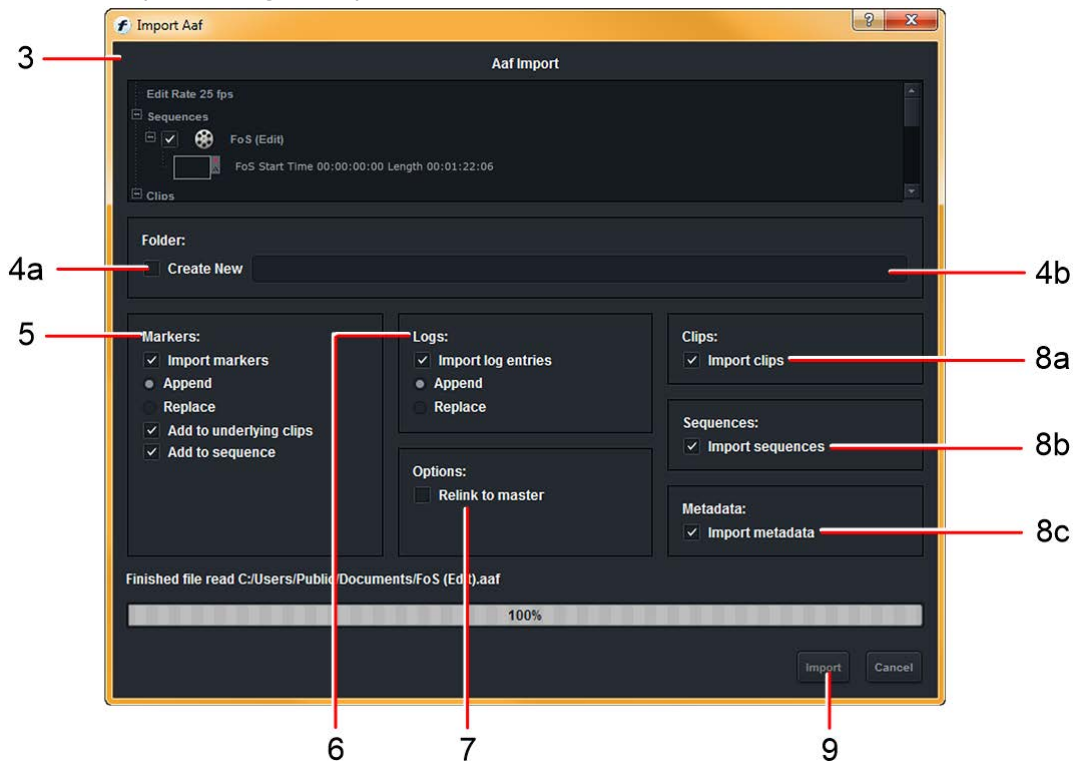 Import Aaf
3
Aaf Import
Edit Rate 25 fps
Sequences
FoS (Edit)
FoS Start Time 00:00:00:00 Length 00:01:22:06
Clips
Folder:
4a
Create New
4b
5
Markers:
Import markers
Append
Replace
Add to underlying clips
Add to sequence
Logs:
Import log entries
Append
Replace
Options:
Relink to master
Clips:
Import clips
8a
Sequences:
Import sequences
8b
Metadata:
Import metadata
8c
Finished file read C:/Users/Public/Documents/FoS (Edit).aaf
100%
Import
Cancel
6
7
9